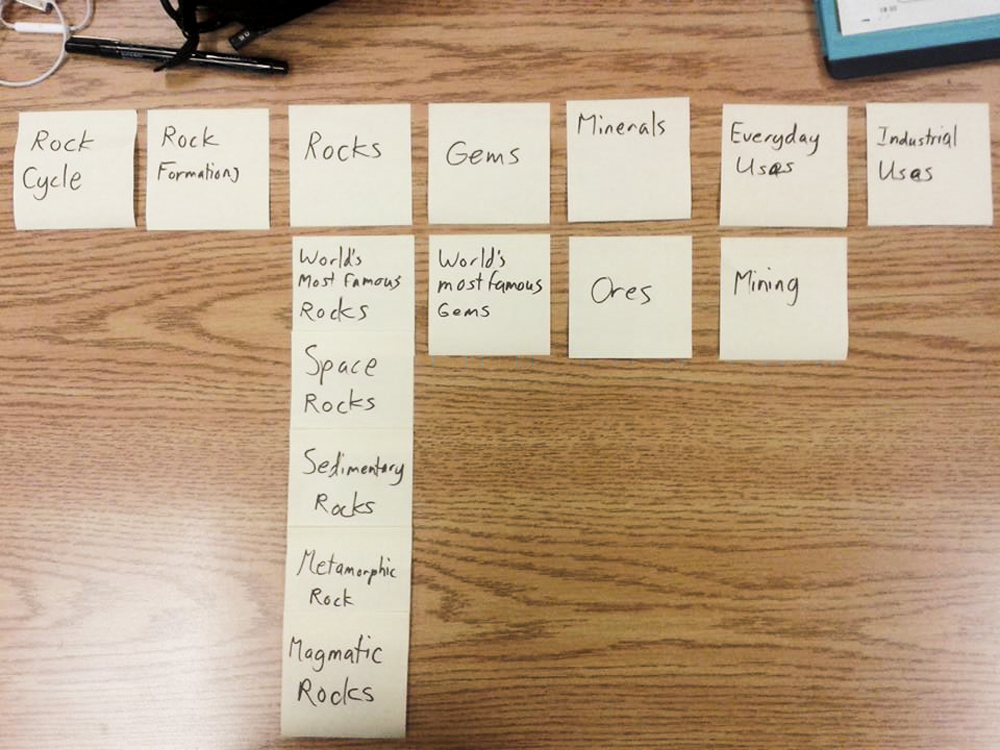 Rock
Cycle
Rock
Formations
Rocks
Gems
Minerals
Everyday
Uses
Industrial
Uses
World's
Most Famous
Rocks
World's
most famous
Gems
Ores
Mining
Space
Rocks
Sedimentary
Rocks
Metamorphic
Rock
Magmatic
Rocks